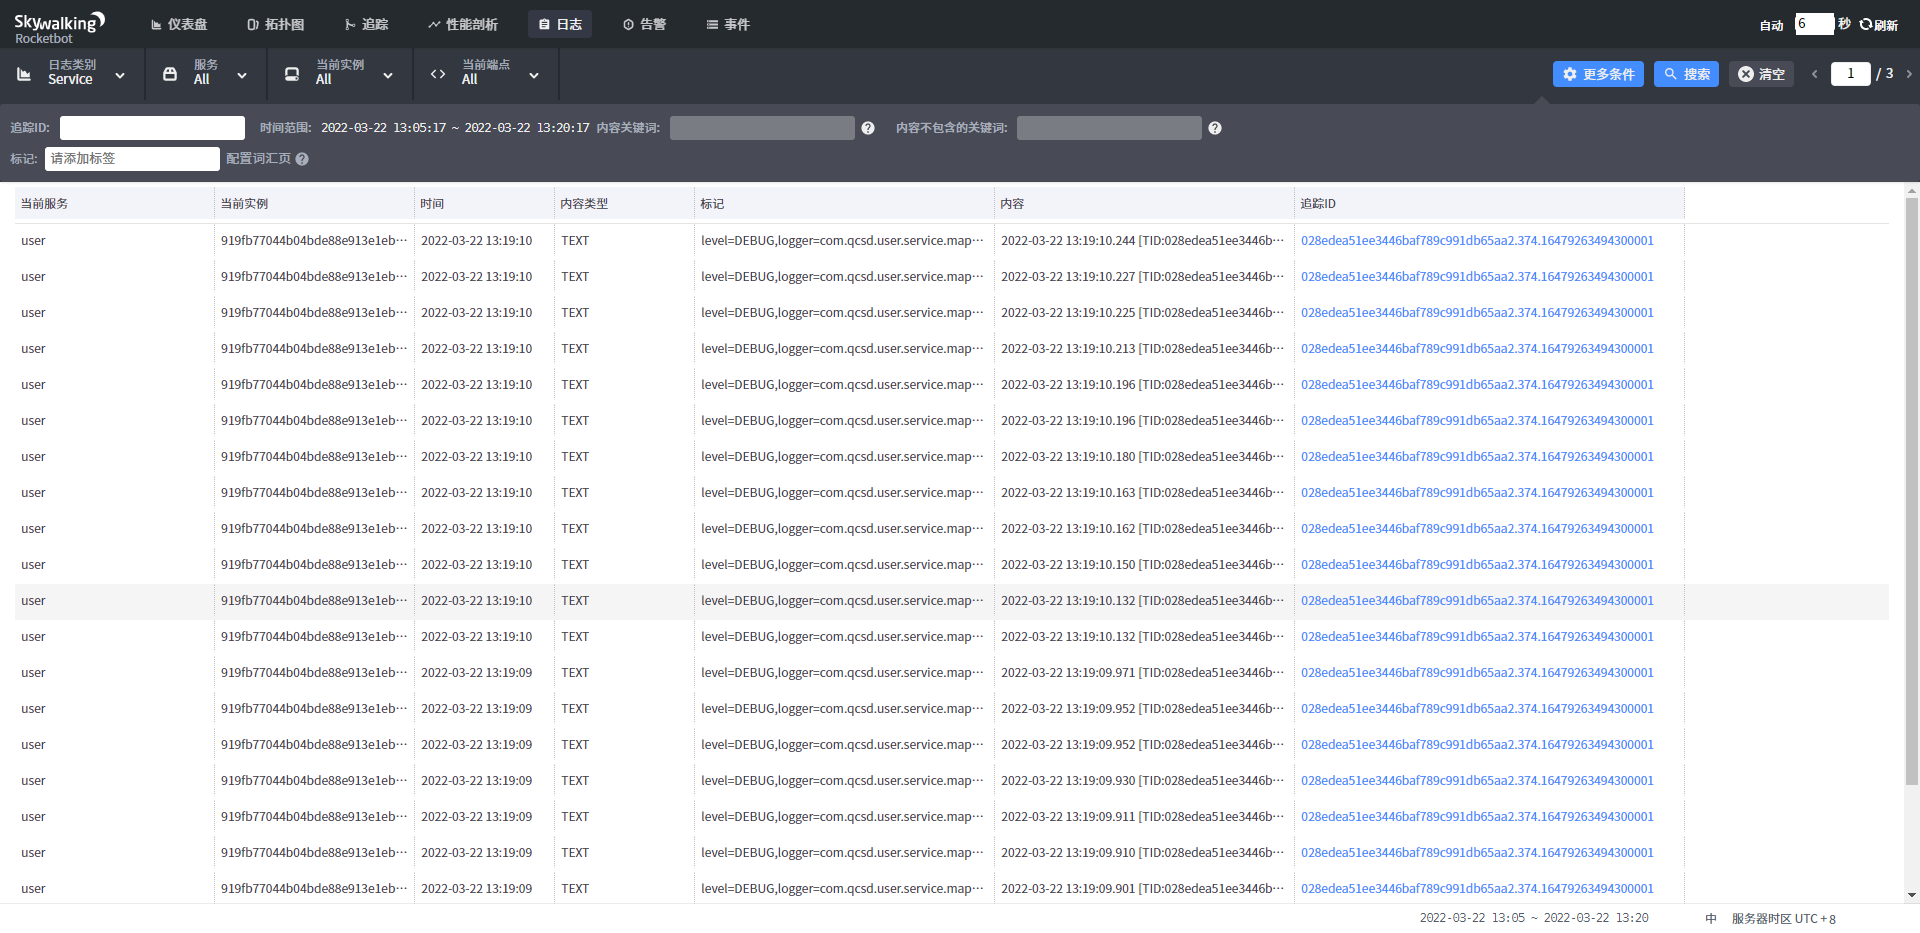 Skywalking
Rocketbot
仪表盘 拓扑图 追踪 性能剖析 日志 告警 事件
自动 6 秒 刷新
日志类别 Service 服务 All 当前实例 All 当前端点 All
更多条件 搜索 清空 1 / 3
追踪ID: 时间范围: 2022-03-22 13:05:17 ~ 2022-03-22 13:20:17 内容关键词: 内容不包含的关键词:
标记: 请添加标签 配置词汇页
当前服务 当前实例 时间 内容类型 标记 内容 追踪ID
user 919fb77044b04bde88e913e1eb… 2022-03-22 13:19:10 TEXT level=DEBUG,logger=com.qcsd.user.service.map… 2022-03-22 13:19:10.244 [TID:028edea51ee3446b… 028edea51ee3446baf789c991db65aa2.374.16479263494300001
user 919fb77044b04bde88e913e1eb… 2022-03-22 13:19:10 TEXT level=DEBUG,logger=com.qcsd.user.service.map… 2022-03-22 13:19:10.227 [TID:028edea51ee3446b… 028edea51ee3446baf789c991db65aa2.374.16479263494300001
user 919fb77044b04bde88e913e1eb… 2022-03-22 13:19:10 TEXT level=DEBUG,logger=com.qcsd.user.service.map… 2022-03-22 13:19:10.225 [TID:028edea51ee3446b… 028edea51ee3446baf789c991db65aa2.374.16479263494300001
user 919fb77044b04bde88e913e1eb… 2022-03-22 13:19:10 TEXT level=DEBUG,logger=com.qcsd.user.service.map… 2022-03-22 13:19:10.213 [TID:028edea51ee3446b… 028edea51ee3446baf789c991db65aa2.374.16479263494300001
user 919fb77044b04bde88e913e1eb… 2022-03-22 13:19:10 TEXT level=DEBUG,logger=com.qcsd.user.service.map… 2022-03-22 13:19:10.196 [TID:028edea51ee3446b… 028edea51ee3446baf789c991db65aa2.374.16479263494300001
user 919fb77044b04bde88e913e1eb… 2022-03-22 13:19:10 TEXT level=DEBUG,logger=com.qcsd.user.service.map… 2022-03-22 13:19:10.196 [TID:028edea51ee3446b… 028edea51ee3446baf789c991db65aa2.374.16479263494300001
user 919fb77044b04bde88e913e1eb… 2022-03-22 13:19:10 TEXT level=DEBUG,logger=com.qcsd.user.service.map… 2022-03-22 13:19:10.180 [TID:028edea51ee3446b… 028edea51ee3446baf789c991db65aa2.374.16479263494300001
user 919fb77044b04bde88e913e1eb… 2022-03-22 13:19:10 TEXT level=DEBUG,logger=com.qcsd.user.service.map… 2022-03-22 13:19:10.163 [TID:028edea51ee3446b… 028edea51ee3446baf789c991db65aa2.374.16479263494300001
user 919fb77044b04bde88e913e1eb… 2022-03-22 13:19:10 TEXT level=DEBUG,logger=com.qcsd.user.service.map… 2022-03-22 13:19:10.162 [TID:028edea51ee3446b… 028edea51ee3446baf789c991db65aa2.374.16479263494300001
user 919fb77044b04bde88e913e1eb… 2022-03-22 13:19:10 TEXT level=DEBUG,logger=com.qcsd.user.service.map… 2022-03-22 13:19:10.150 [TID:028edea51ee3446b… 028edea51ee3446baf789c991db65aa2.374.16479263494300001
user 919fb77044b04bde88e913e1eb… 2022-03-22 13:19:10 TEXT level=DEBUG,logger=com.qcsd.user.service.map… 2022-03-22 13:19:10.132 [TID:028edea51ee3446b… 028edea51ee3446baf789c991db65aa2.374.16479263494300001
user 919fb77044b04bde88e913e1eb… 2022-03-22 13:19:10 TEXT level=DEBUG,logger=com.qcsd.user.service.map… 2022-03-22 13:19:10.132 [TID:028edea51ee3446b… 028edea51ee3446baf789c991db65aa2.374.16479263494300001
user 919fb77044b04bde88e913e1eb… 2022-03-22 13:19:09 TEXT level=DEBUG,logger=com.qcsd.user.service.map… 2022-03-22 13:19:09.971 [TID:028edea51ee3446b… 028edea51ee3446baf789c991db65aa2.374.16479263494300001
user 919fb77044b04bde88e913e1eb… 2022-03-22 13:19:09 TEXT level=DEBUG,logger=com.qcsd.user.service.map… 2022-03-22 13:19:09.952 [TID:028edea51ee3446b… 028edea51ee3446baf789c991db65aa2.374.16479263494300001
user 919fb77044b04bde88e913e1eb… 2022-03-22 13:19:09 TEXT level=DEBUG,logger=com.qcsd.user.service.map… 2022-03-22 13:19:09.952 [TID:028edea51ee3446b… 028edea51ee3446baf789c991db65aa2.374.16479263494300001
user 919fb77044b04bde88e913e1eb… 2022-03-22 13:19:09 TEXT level=DEBUG,logger=com.qcsd.user.service.map… 2022-03-22 13:19:09.930 [TID:028edea51ee3446b… 028edea51ee3446baf789c991db65aa2.374.16479263494300001
user 919fb77044b04bde88e913e1eb… 2022-03-22 13:19:09 TEXT level=DEBUG,logger=com.qcsd.user.service.map… 2022-03-22 13:19:09.911 [TID:028edea51ee3446b… 028edea51ee3446baf789c991db65aa2.374.16479263494300001
user 919fb77044b04bde88e913e1eb… 2022-03-22 13:19:09 TEXT level=DEBUG,logger=com.qcsd.user.service.map… 2022-03-22 13:19:09.910 [TID:028edea51ee3446b… 028edea51ee3446baf789c991db65aa2.374.16479263494300001
user 919fb77044b04bde88e913e1eb… 2022-03-22 13:19:09 TEXT level=DEBUG,logger=com.qcsd.user.service.map… 2022-03-22 13:19:09.901 [TID:028edea51ee3446b… 028edea51ee3446baf789c991db65aa2.374.16479263494300001
2022-03-22 13:05 ~ 2022-03-22 13:20 中 服务器时区 UTC + 8